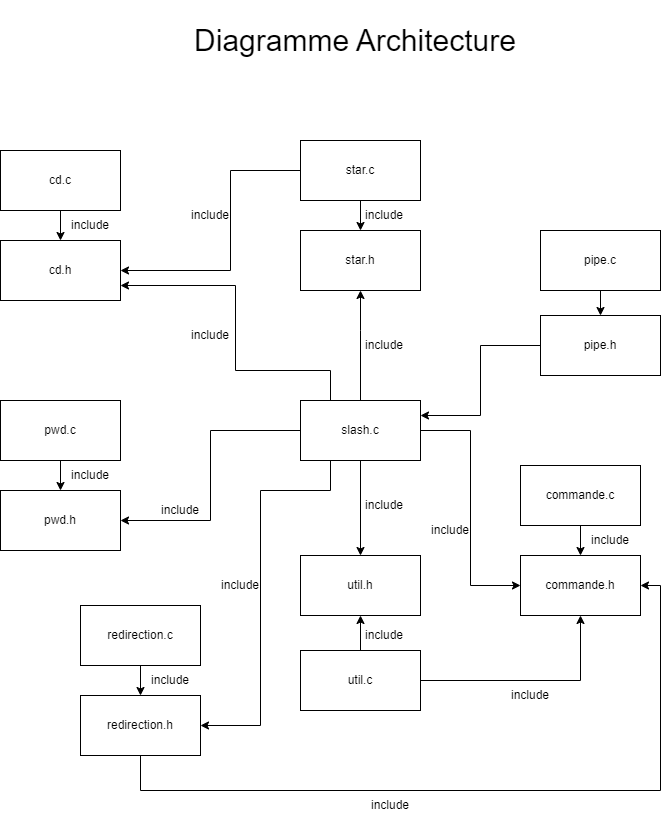 Diagramme Architecture
cd.c
star.c
include
include
include
cd.h
star.h
pipe.c
include
include
pipe.h
pwd.c
slash.c
include
pwd.h
include
include
commande.c
include
include
include
util.h
commande.h
redirection.c
include
include
util.c
include
redirection.h
include